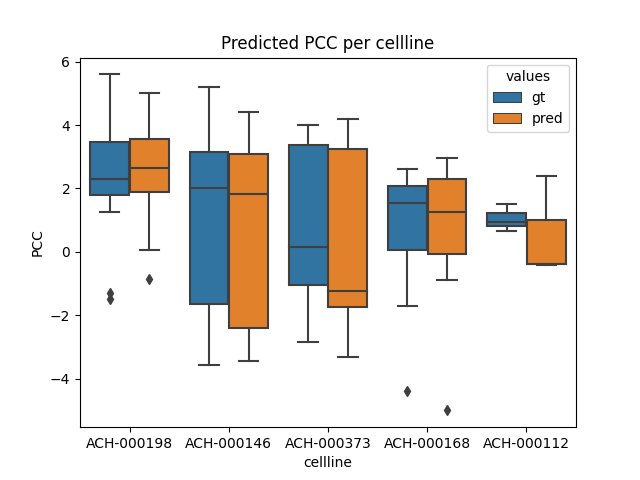 Predicted PCC per cellline
values
gt
pred
6
4
2
0
−2
−4
PCC
ACH-000198 ACH-000146 ACH-000373 ACH-000168 ACH-000112
cellline